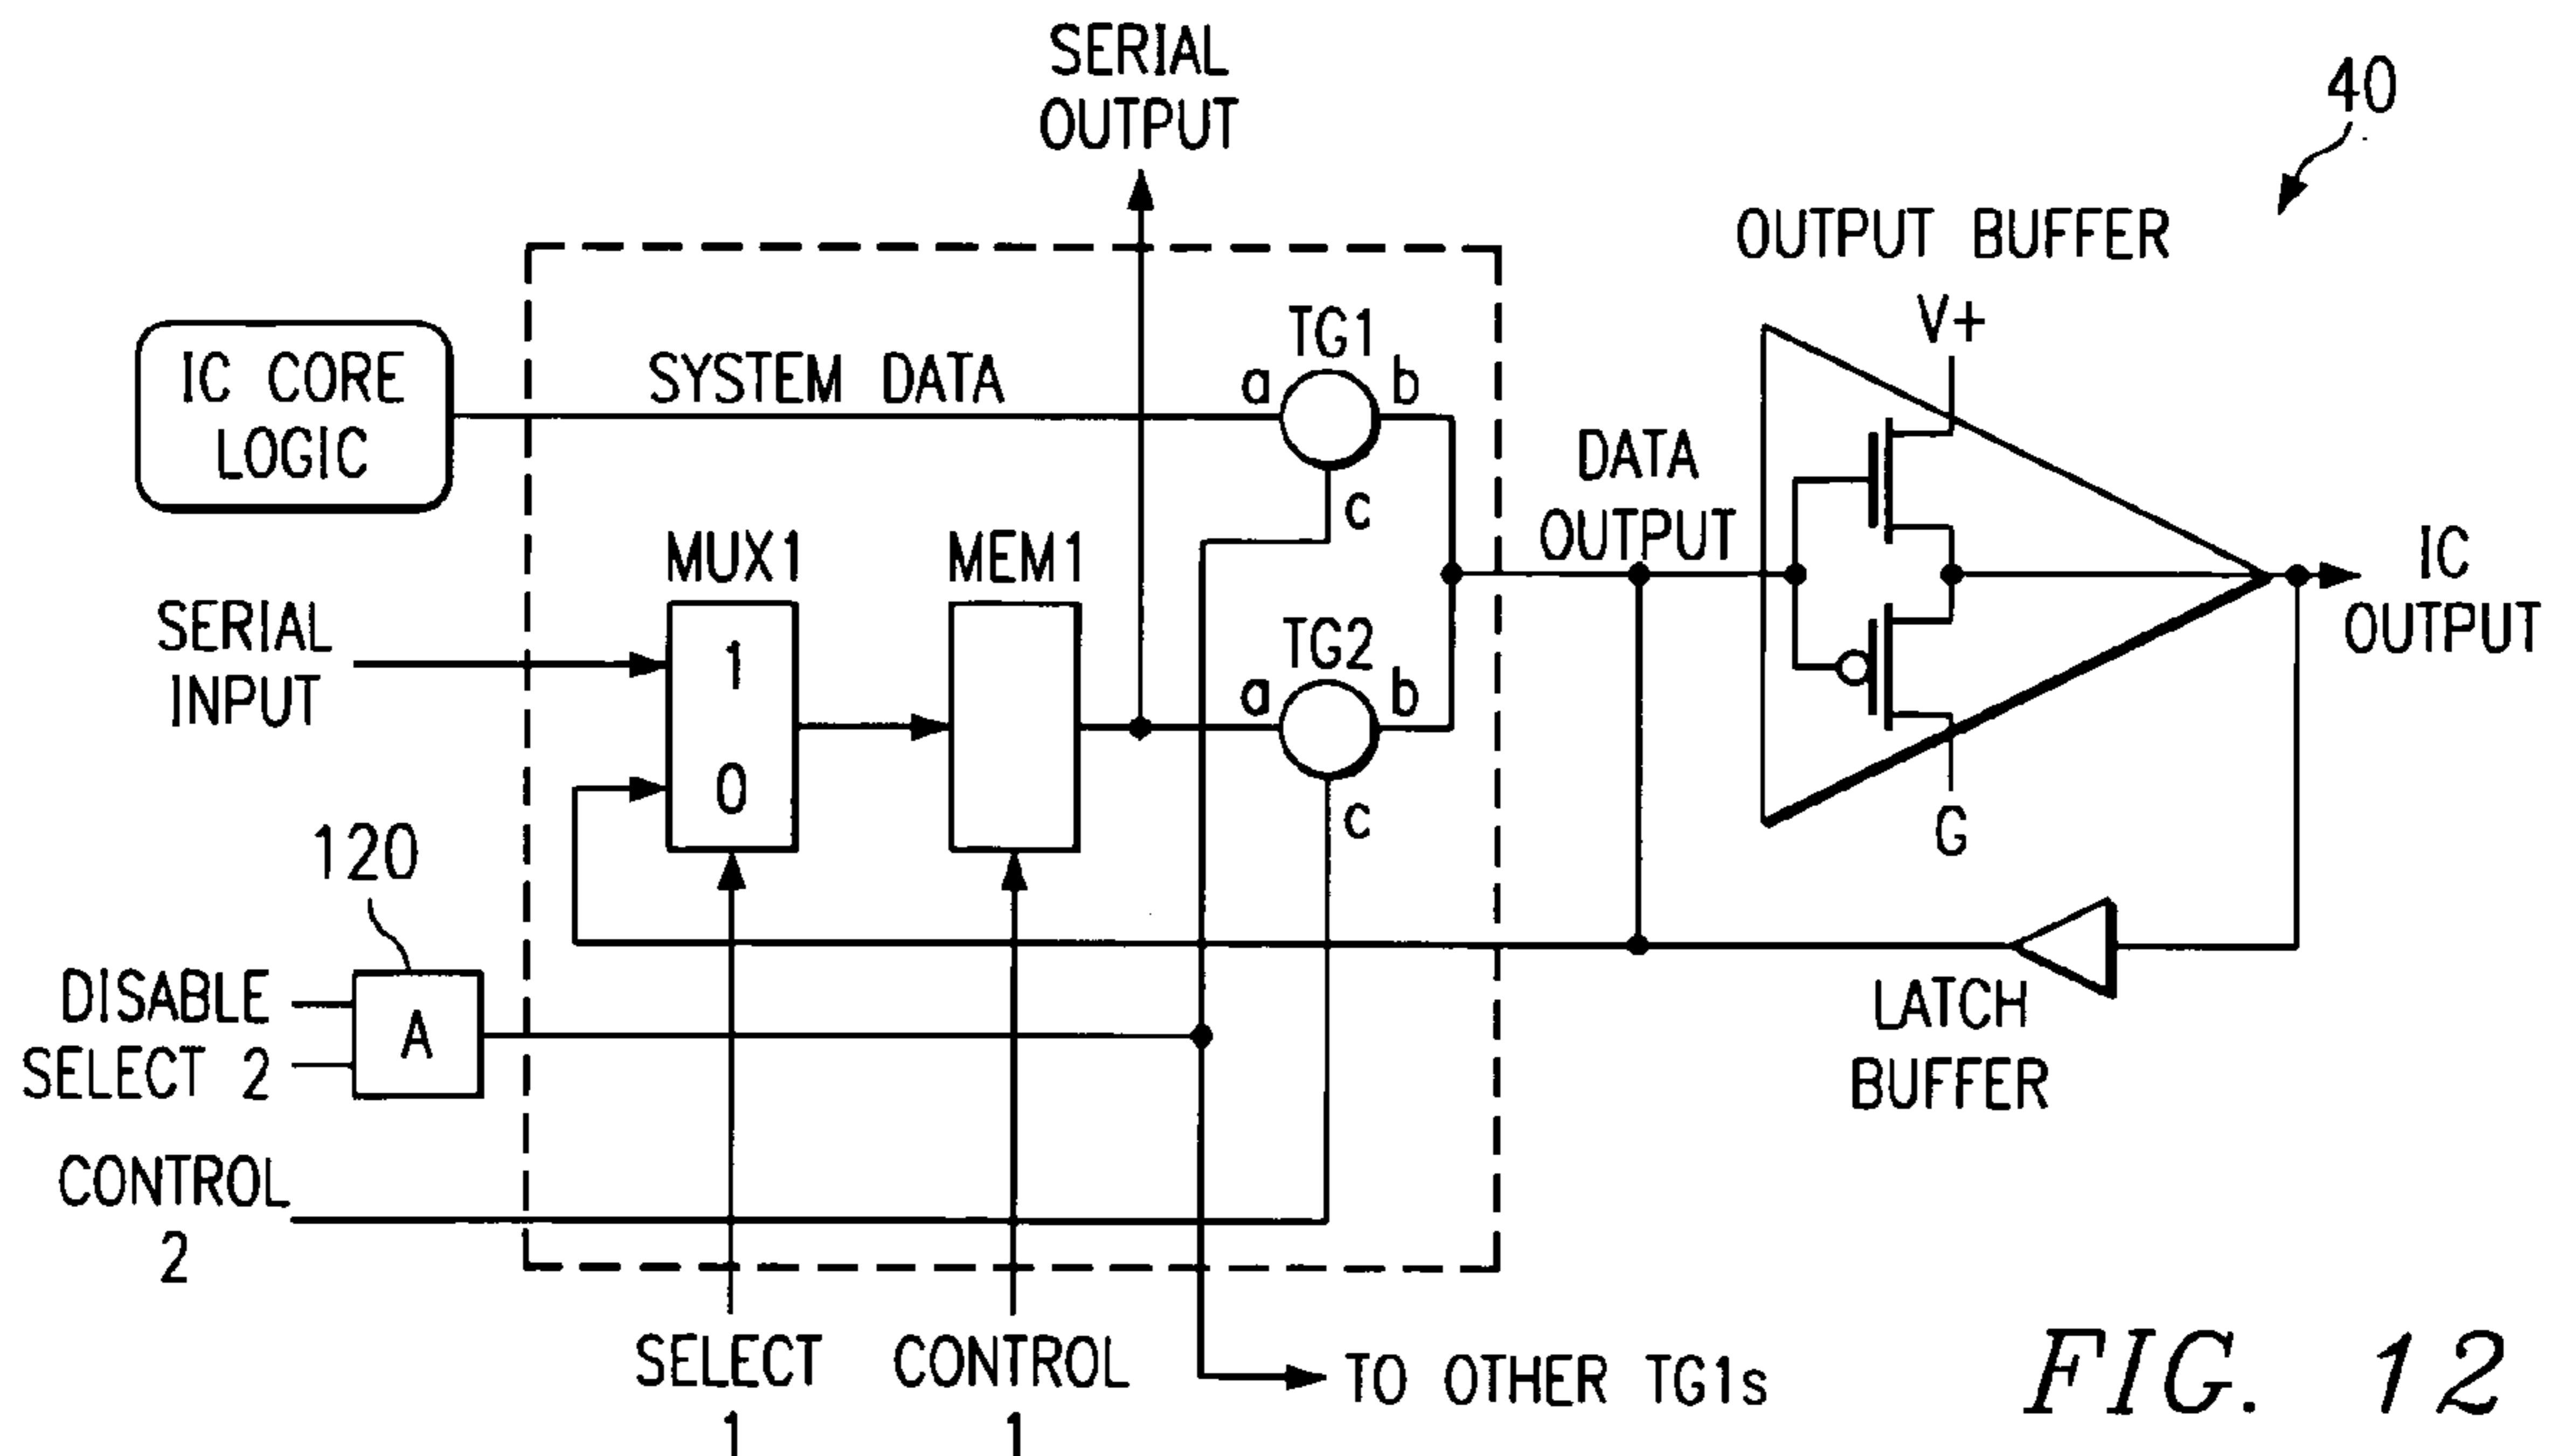 SERIAL
OUTPUT
40
OUTPUT BUFFER
V+
IC CORE
LOGIC
SYSTEM DATA
TG1
a
b
c
DATA
OUTPUT
IC
OUTPUT
MUX1
MEM1
SERIAL
INPUT
1
0
TG2
a
b
c
G
120
DISABLE
SELECT 2
A
LATCH
BUFFER
CONTROL
2
SELECT
1
CONTROL
1
TO OTHER TG1s
FIG. 12